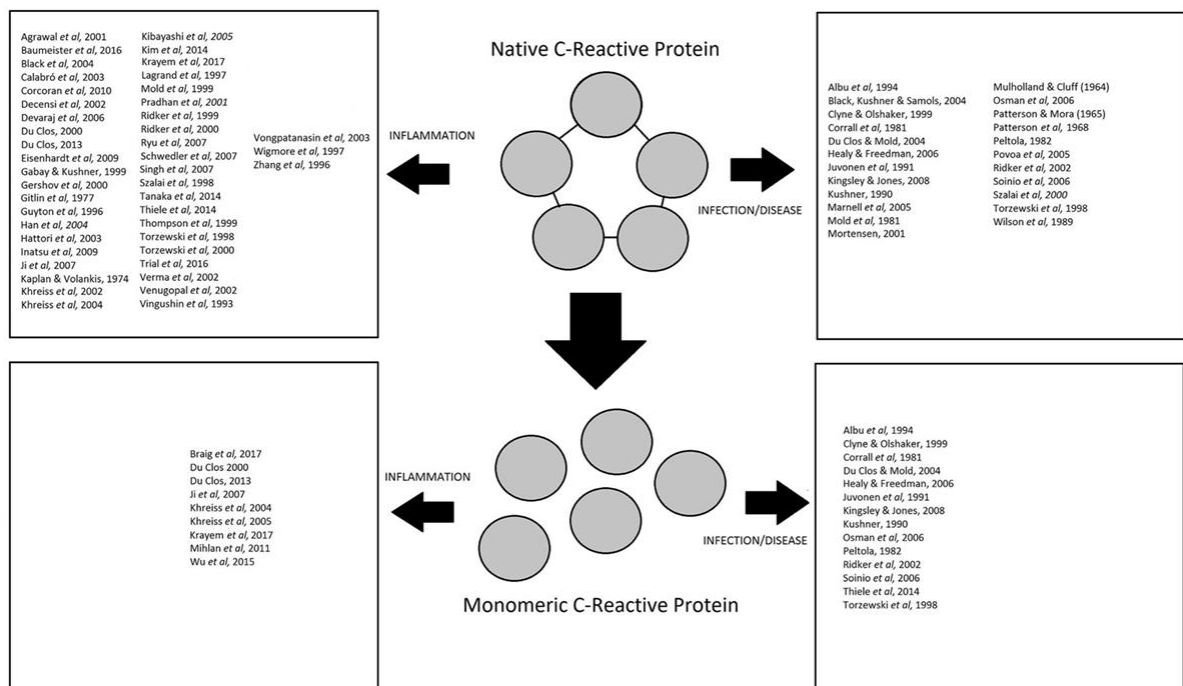 Agrawal et al, 2001
Baumeister et al, 2016
Black et al, 2004
Calabró et al, 2003
Corcoran et al, 2010
Decensi et al, 2002
Devaraj et al, 2006
Du Clos, 2000
Du Clos, 2013
Eisenhardt et al, 2009
Gabay & Kushner, 1999
Gershov et al, 2000
Gitlin et al, 1977
Guyton et al, 1996
Han et al, 2004
Hattori et al, 2003
Inatsu et al, 2009
Ji et al, 2007
Kaplan & Volankis, 1974
Khreiss et al, 2002
Khreiss et al, 2004
Kibayashi et al, 2005
Kim et al, 2014
Krayem et al, 2017
Lagrand et al, 1997
Mold et al, 1999
Pradhan et al, 2001
Ridker et al, 1999
Ridker et al, 2000
Ryu et al, 2007
Schwedler et al, 2007
Singh et al, 2007
Szalai et al, 1998
Tanaka et al, 2014
Thiele et al, 2014
Thompson et al, 1999
Torzewski et al, 1998
Torzewski et al, 2000
Trial et al, 2016
Verma et al, 2002
Venugopal et al, 2002
Vingushin et al, 1993
Vongpatanasin et al, 2003
Wigmore et al, 1997
Zhang et al, 1996
INFLAMMATION
Native C-Reactive Protein
INFECTION/DISEASE
Albu et al, 1994
Black, Kushner & Samols, 2004
Clyne & Olshaker, 1999
Corrall et al, 1981
Du Clos & Mold, 2004
Healy & Freedman, 2006
Juvonen et al, 1991
Kingsley & Jones, 2008
Kushner, 1990
Marnell et al, 2005
Mold et al, 1981
Mortensen, 2001
Mulholland & Cluff (1964)
Osman et al, 2006
Patterson & Mora (1965)
Patterson et al, 1968
Peltola, 1982
Povoa et al, 2005
Ridker et al, 2002
Soinio et al, 2006
Szalai et al, 2000
Torzewski et al, 1998
Wilson et al, 1989
Braig et al, 2017
Du Clos 2000
Du Clos, 2013
Ji et al, 2007
Khreiss et al, 2004
Khreiss et al, 2005
Krayem et al, 2017
Mihlan et al, 2011
Wu et al, 2015
INFLAMMATION
INFECTION/DISEASE
Monomeric C-Reactive Protein
Albu et al, 1994
Clyne & Olshaker, 1999
Corrall et al, 1981
Du Clos & Mold, 2004
Healy & Freedman, 2006
Juvonen et al, 1991
Kingsley & Jones, 2008
Kushner, 1990
Osman et al, 2006
Peltola, 1982
Ridker et al, 2002
Soinio et al, 2006
Thiele et al, 2014
Torzewski et al, 1998